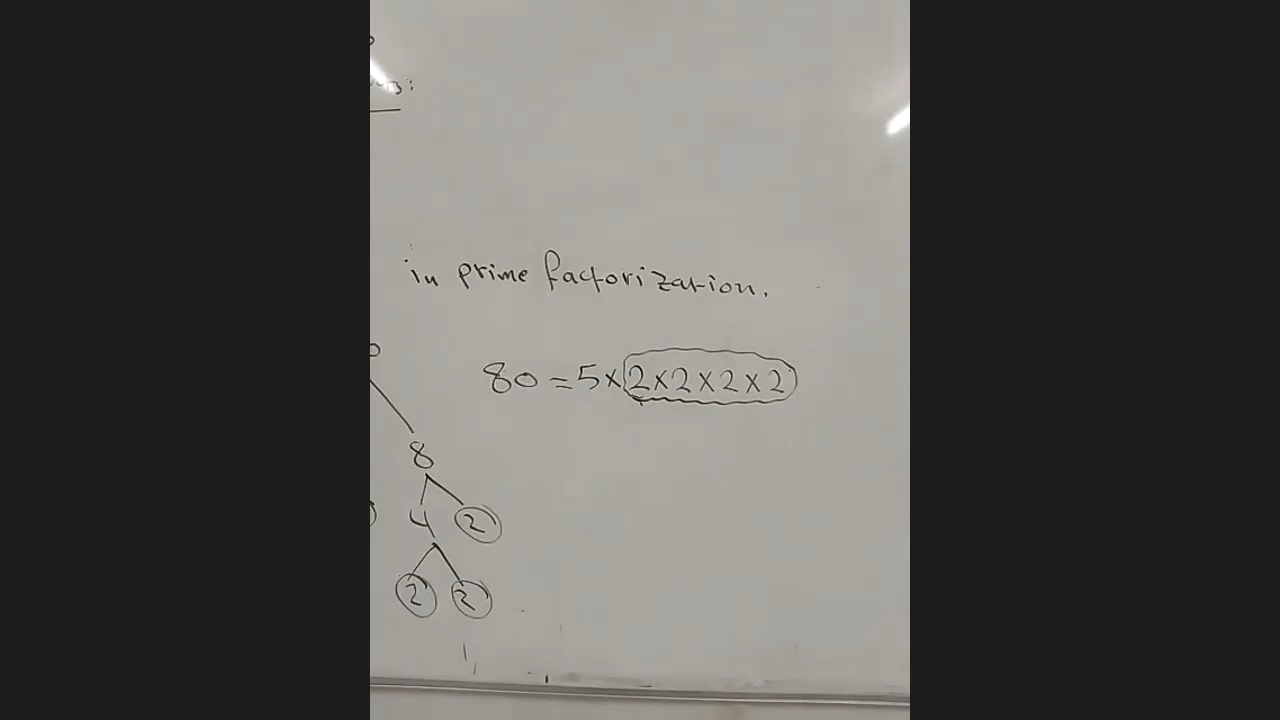 in prime factorization.
80 = 5 × 2 × 2 × 2 × 2
8
4 2
2 2